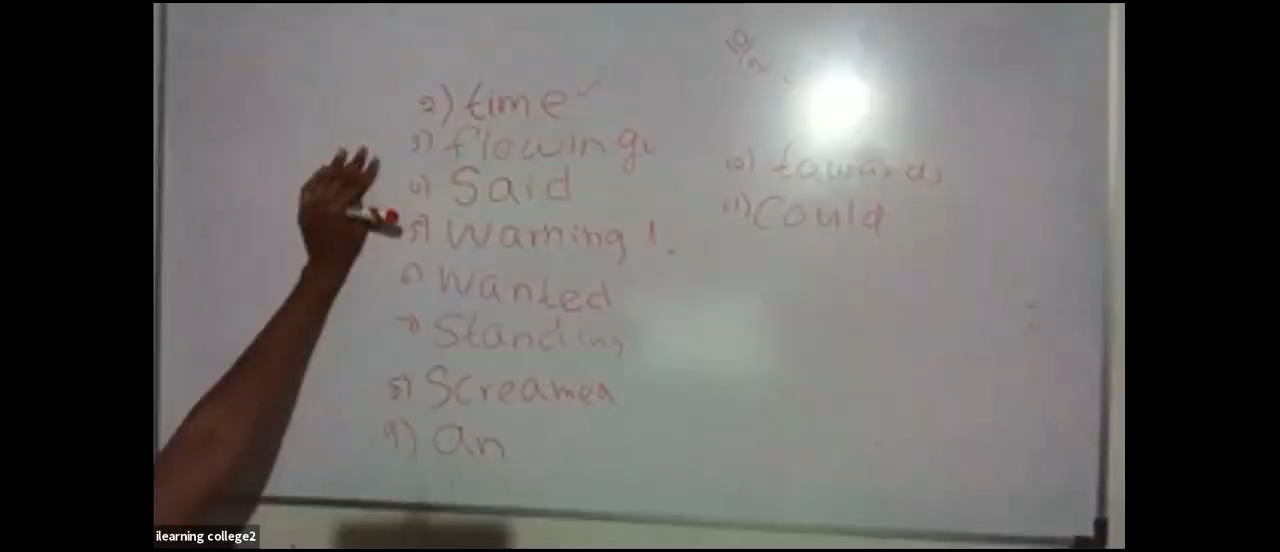 2) time ✓
3) flowing
4) Said
5) Warning !.
6) Wanted
7) Standing
8) Screamed
9) an
10) towards
11) Could
ilearning college2